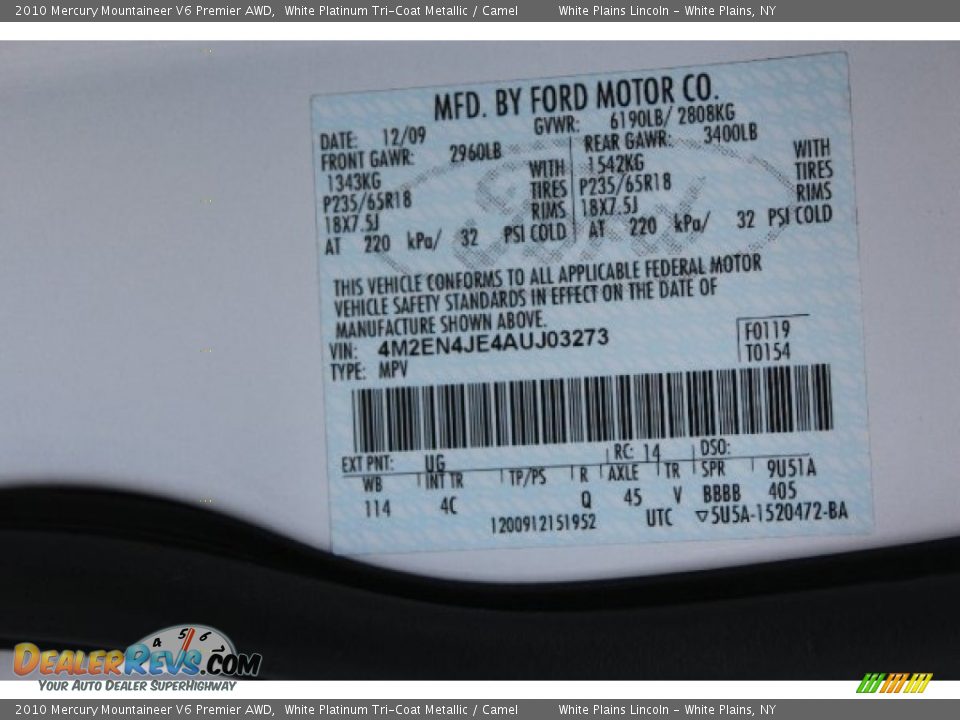 2010 Mercury Mountaineer V6 Premier AWD, White Platinum Tri-Coat Metallic / Camel White Plains Lincoln - White Plains, NY
MFD. BY FORD MOTOR CO.
DATE: 12/09 GVWR: 6190LB/ 2808KG
FRONT GAWR: 2960LB REAR GAWR: 3400LB
1343KG WITH 1542KG WITH
P235/65R18 TIRES P235/65R18 TIRES
18X7.5J RIMS 18X7.5J RIMS
AT 220 kPa/ 32 PSI COLD AT 220 kPa/ 32 PSI COLD
THIS VEHICLE CONFORMS TO ALL APPLICABLE FEDERAL MOTOR
VEHICLE SAFETY STANDARDS IN EFFECT ON THE DATE OF
MANUFACTURE SHOWN ABOVE.
VIN: 4M2EN4JE4AUJ03273 F0119
TYPE: MPV T0154
EXT PNT: UG RC: 14 DSO:
WB INT TR TP/PS R AXLE TR SPR 9U51A
114 4C Q 45 V BBBB 405
1200912151952 UTC ▽5U5A-1520472-BA
4 5 6
DEALERREVS.COM
YOUR AUTO DEALER SUPERHIGHWAY
2010 Mercury Mountaineer V6 Premier AWD, White Platinum Tri-Coat Metallic / Camel White Plains Lincoln - White Plains, NY